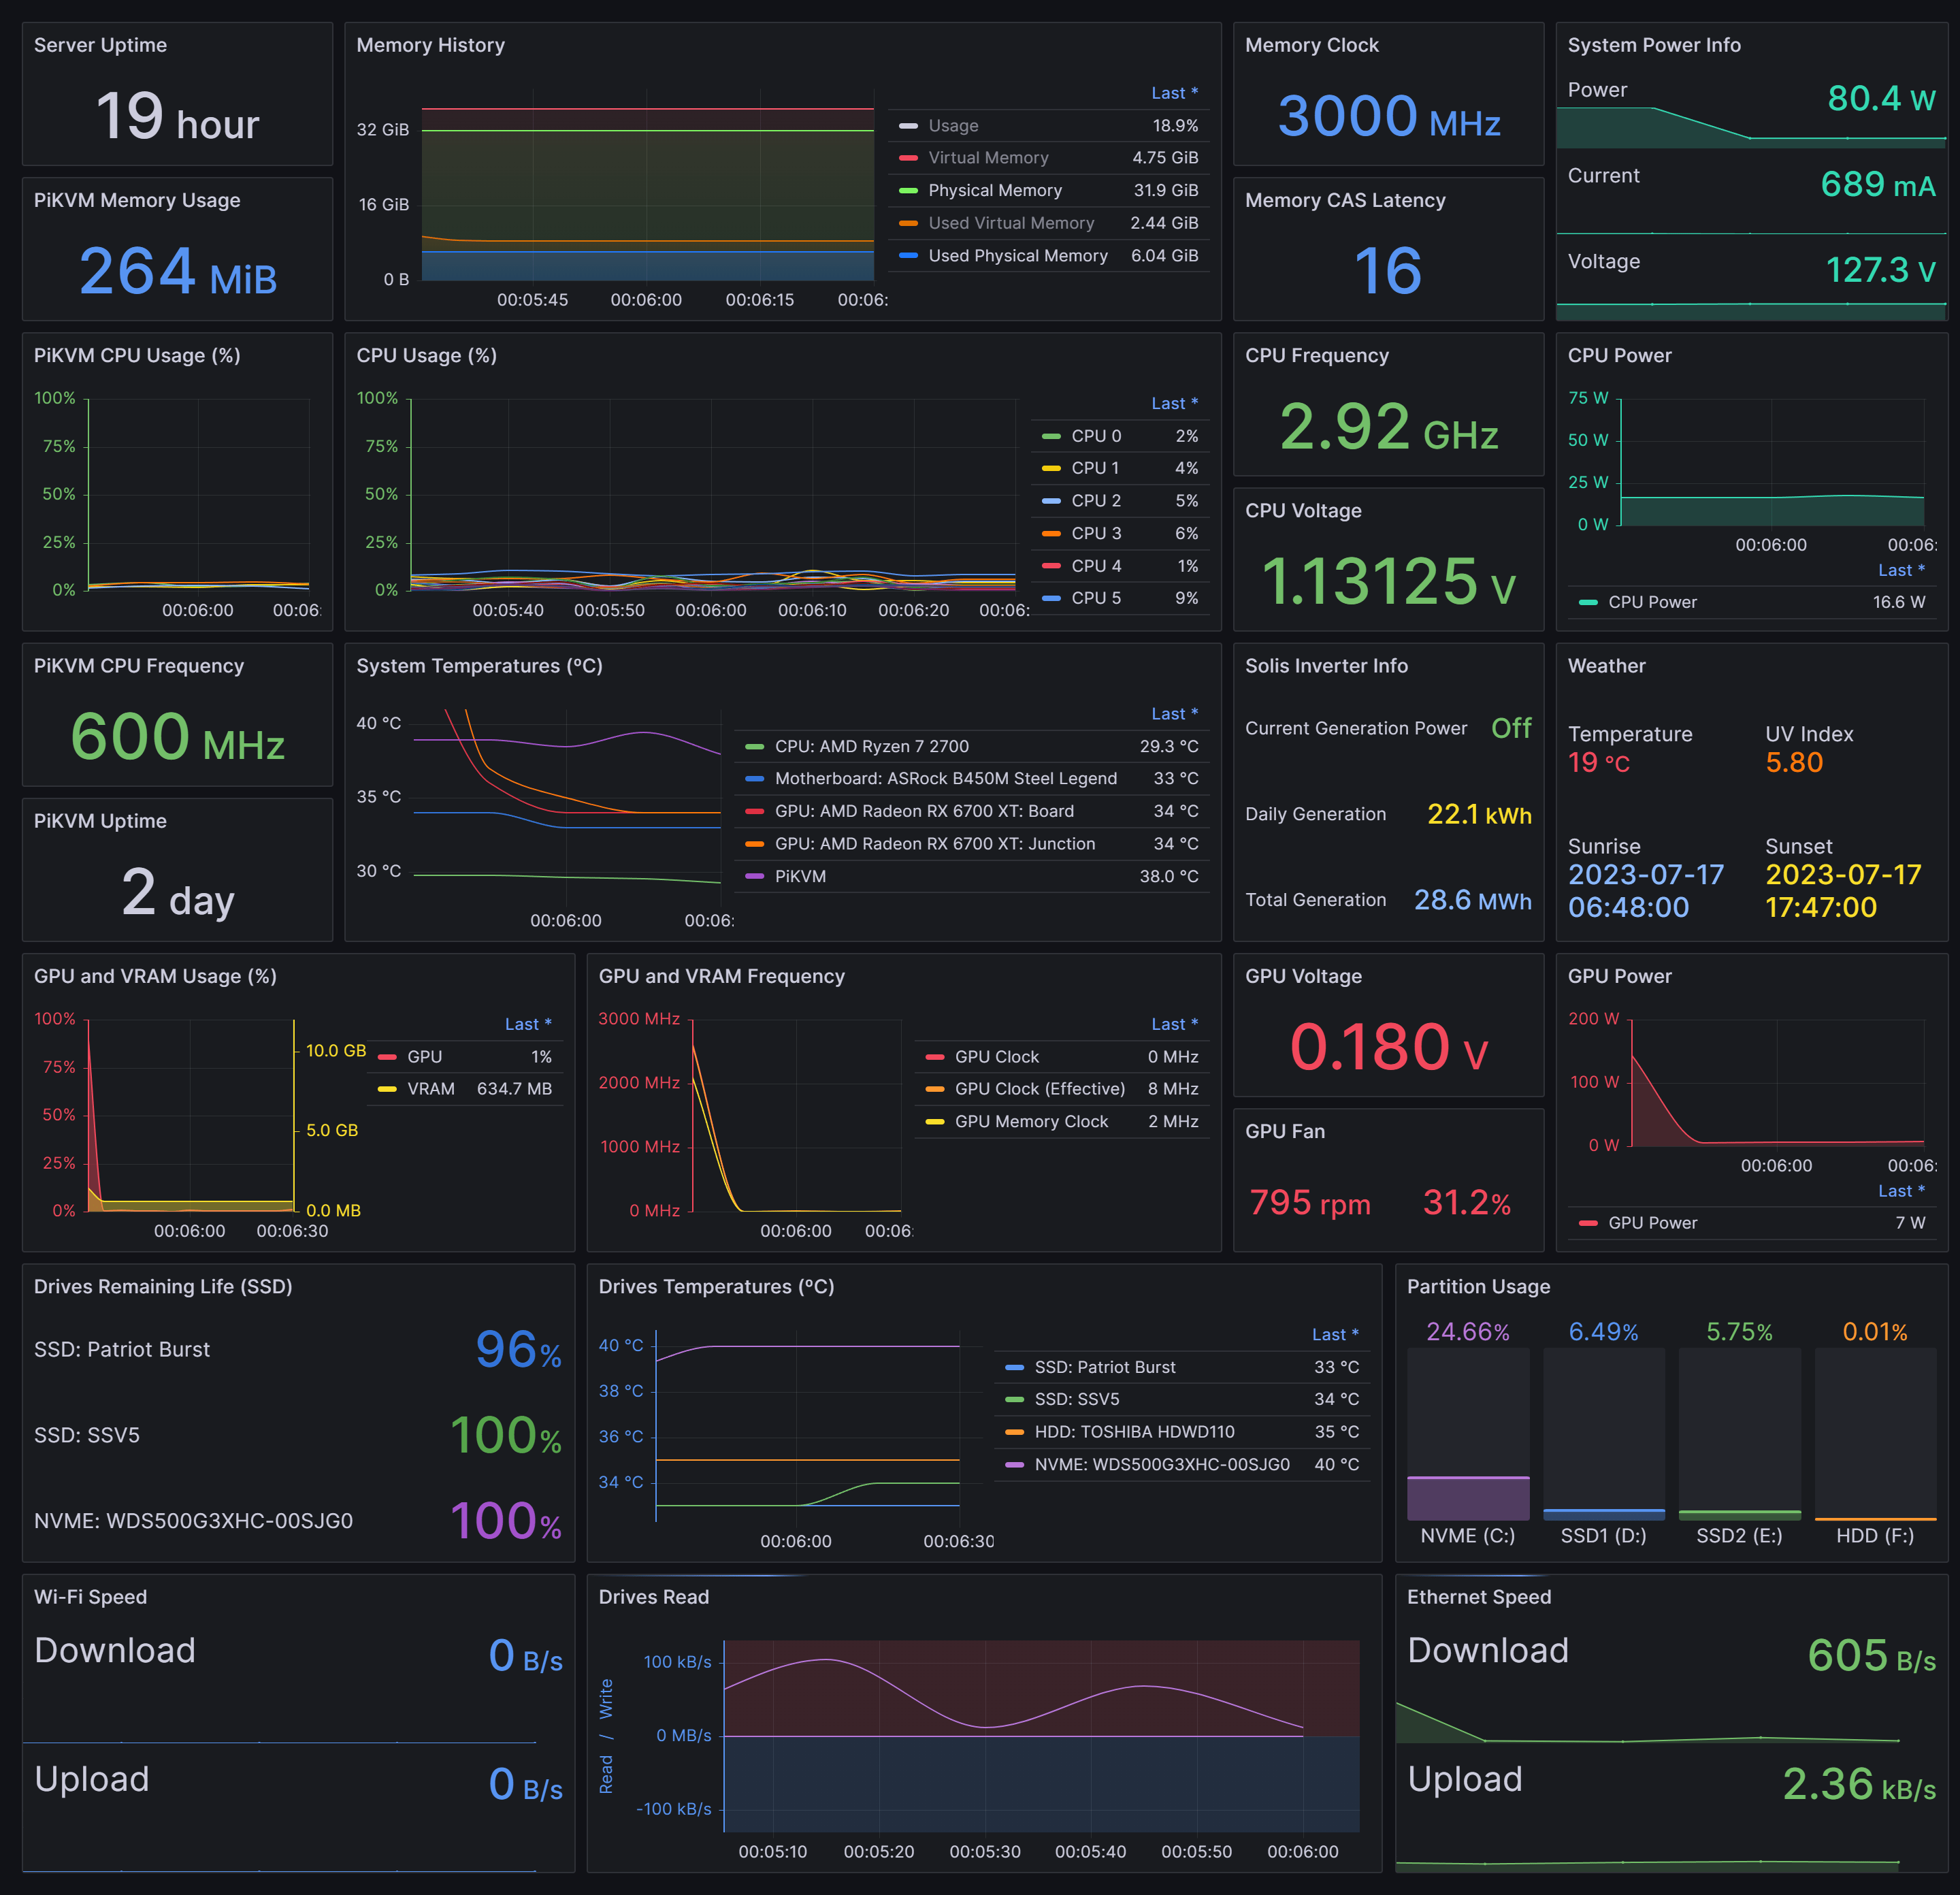 Server Uptime
19 hour
Memory History
32 GiB
16 GiB
0 B
00:05:45 00:06:00 00:06:15 00:06:
Last *
Usage 18.9%
Virtual Memory 4.75 GiB
Physical Memory 31.9 GiB
Used Virtual Memory 2.44 GiB
Used Physical Memory 6.04 GiB
Memory Clock
3000 MHz
System Power Info
Power 80.4 W
Current 689 mA
Voltage 127.3 V
PiKVM Memory Usage
264 MiB
Memory CAS Latency
16
PiKVM CPU Usage (%)
100%
75%
50%
25%
0%
00:06:00 00:06:
CPU Usage (%)
100%
75%
50%
25%
0%
00:05:40 00:05:50 00:06:00 00:06:10 00:06:20 00:06:
Last *
CPU 0 2%
CPU 1 4%
CPU 2 5%
CPU 3 6%
CPU 4 1%
CPU 5 9%
CPU Frequency
2.92 GHz
CPU Voltage
1.13125 V
CPU Power
75 W
50 W
25 W
0 W
00:06:00 00:06:
Last *
CPU Power 16.6 W
PiKVM CPU Frequency
600 MHz
PiKVM Uptime
2 day
System Temperatures (ºC)
40 °C
35 °C
30 °C
00:06:00 00:06:
Last *
CPU: AMD Ryzen 7 2700 29.3 °C
Motherboard: ASRock B450M Steel Legend 33 °C
GPU: AMD Radeon RX 6700 XT: Board 34 °C
GPU: AMD Radeon RX 6700 XT: Junction 34 °C
PiKVM 38.0 °C
Solis Inverter Info
Current Generation Power Off
Daily Generation 22.1 kWh
Total Generation 28.6 MWh
Weather
Temperature UV Index
19 °C 5.80
Sunrise Sunset
2023-07-17 2023-07-17
06:48:00 17:47:00
GPU and VRAM Usage (%)
100%
75%
50%
25%
0%
10.0 GB
5.0 GB
0.0 MB
00:06:00 00:06:30
Last *
GPU 1%
VRAM 634.7 MB
GPU and VRAM Frequency
3000 MHz
2000 MHz
1000 MHz
0 MHz
00:06:00 00:06:
Last *
GPU Clock 0 MHz
GPU Clock (Effective) 8 MHz
GPU Memory Clock 2 MHz
GPU Voltage
0.180 V
GPU Fan
795 rpm 31.2%
GPU Power
200 W
100 W
0 W
00:06:00 00:06:
Last *
GPU Power 7 W
Drives Remaining Life (SSD)
SSD: Patriot Burst 96%
SSD: SSV5 100%
NVME: WDS500G3XHC-00SJG0 100%
Drives Temperatures (ºC)
40 °C
38 °C
36 °C
34 °C
00:06:00 00:06:30
Last *
SSD: Patriot Burst 33 °C
SSD: SSV5 34 °C
HDD: TOSHIBA HDWD110 35 °C
NVME: WDS500G3XHC-00SJG0 40 °C
Partition Usage
24.66% 6.49% 5.75% 0.01%
NVME (C:) SSD1 (D:) SSD2 (E:) HDD (F:)
Wi-Fi Speed
Download 0 B/s
Upload 0 B/s
Drives Read
Read / Write
100 kB/s
0 MB/s
-100 kB/s
00:05:10 00:05:20 00:05:30 00:05:40 00:05:50 00:06:00
Ethernet Speed
Download 605 B/s
Upload 2.36 kB/s